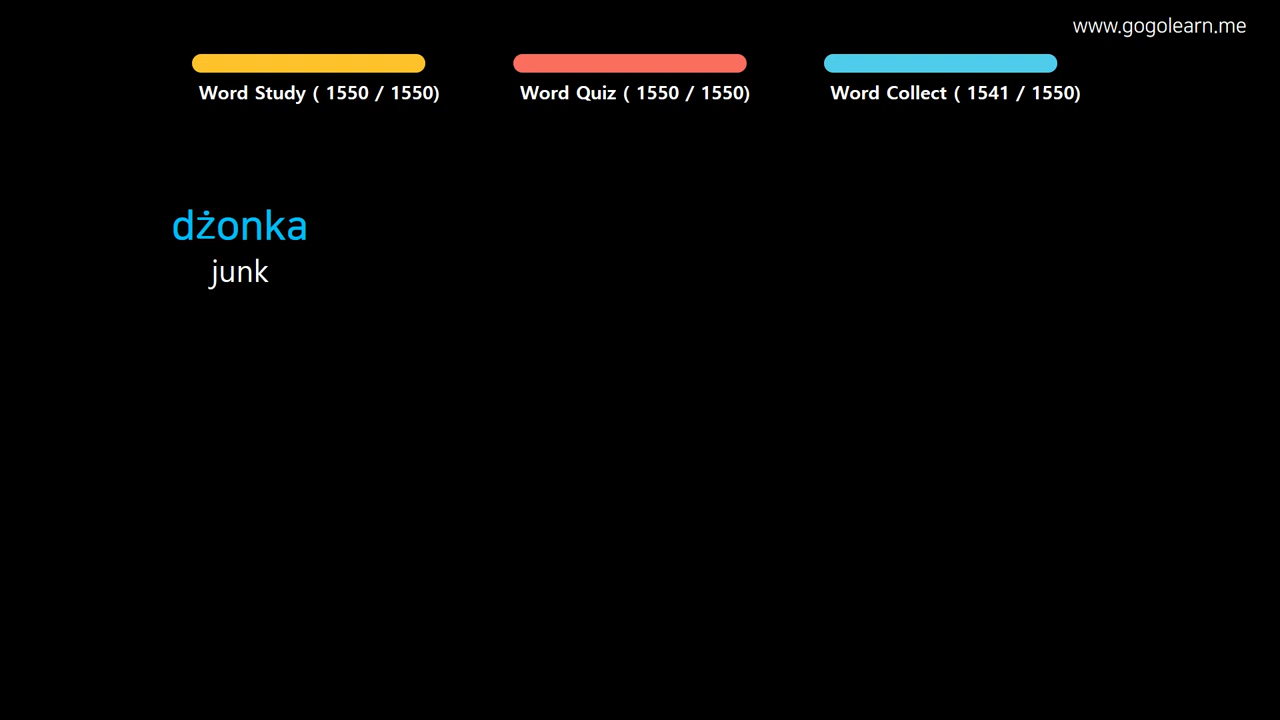 www.gogolearn.me
Word Study ( 1550 / 1550)
Word Quiz ( 1550 / 1550)
Word Collect ( 1541 / 1550)
dżonka
junk